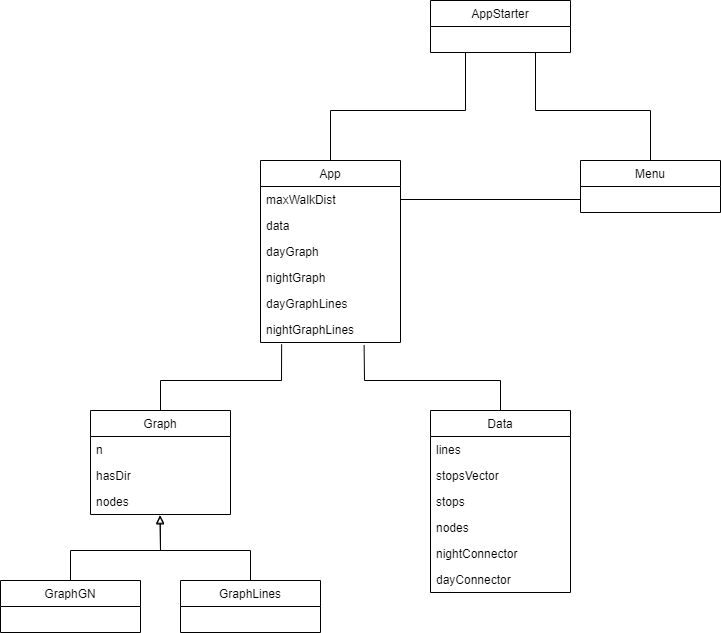 AppStarter
App
maxWalkDist
data
dayGraph
nightGraph
dayGraphLines
nightGraphLines
Menu
Graph
n
hasDir
nodes
Data
lines
stopsVector
stops
nodes
nightConnector
dayConnector
GraphGN
GraphLines